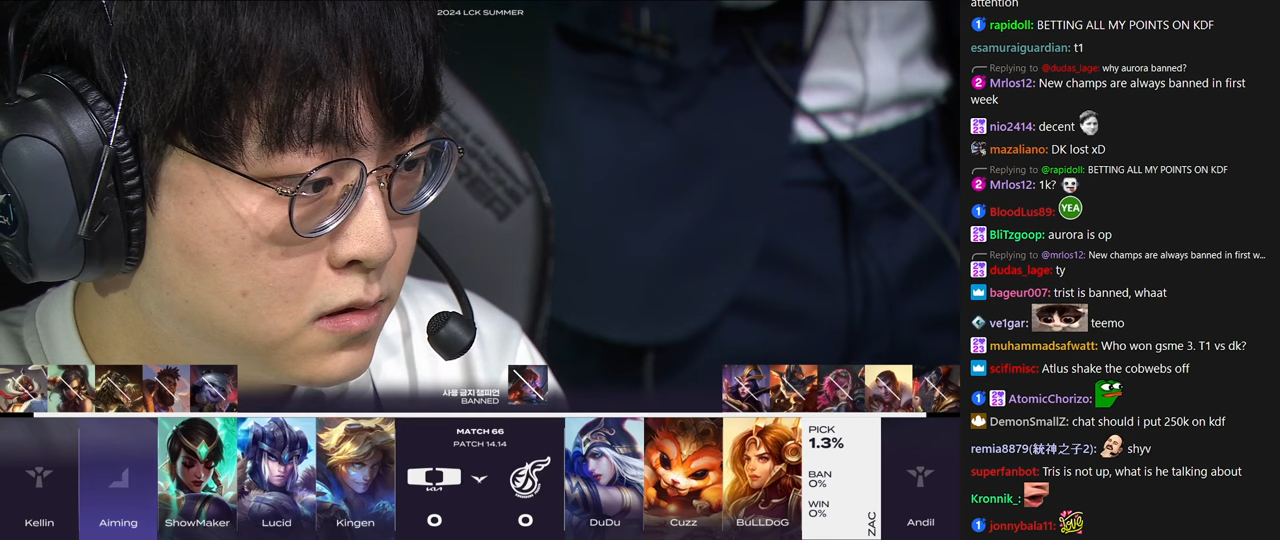 2024 LCK SUMMER
사용 금지 챔피언
BANNED
Kellin
Aiming
ShowMaker
Lucid
Kingen
MATCH 66
PATCH 14.14
KIA
0
0
DuDu
Cuzz
BuLLDoG
PICK
1.3%
BAN
0%
WIN
0%
ZAC
Andil
attention
rapidoll: BETTING ALL MY POINTS ON KDF
esamuraiguardian: t1
Replying to @dudas_lage: why aurora banned?
Mrlos12: New champs are always banned in first
week
nio2414: decent
mazaliano: DK lost xD
Replying to @rapidoll: BETTING ALL MY POINTS ON KDF
Mrlos12: 1k?
BloodLus89: YEA
BliTzgoop: aurora is op
Replying to @mrlos12: New champs are always banned in first w...
dudas_lage: ty
bageur007: trist is banned, whaat
ve1gar: teemo
muhammadsafwatt: Who won gsme 3. T1 vs dk?
scifimisc: Atlus shake the cobwebs off
AtomicChorizo:
DemonSmallZ: chat should i put 250k on kdf
remia8879(統神之子2): shyv
superfanbot: Tris is not up, what is he talking about
Kronnik_:
jonnybala11: Love